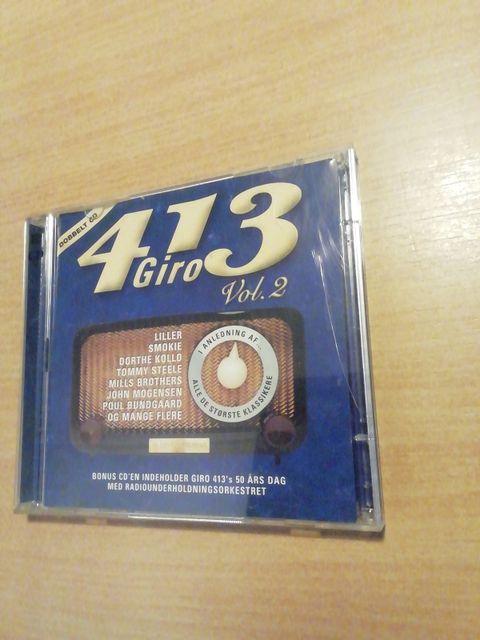 DOBBELT CD
413
Giro
Vol. 2
LILLER
SMOKIE
DORTHE KOLLO
TOMMY STEELE
MILLS BROTHERS
JOHN MOGENSEN
POUL BUNDGAARD
OG MANGE FLERE
I ANLEDNING AF...
ALLE DE STØRSTE KLASSIKERE
BONUS CD'EN INDEHOLDER GIRO 413's 50 ÅRS DAG
MED RADIOUNDERHOLDNINGSORKESTRET